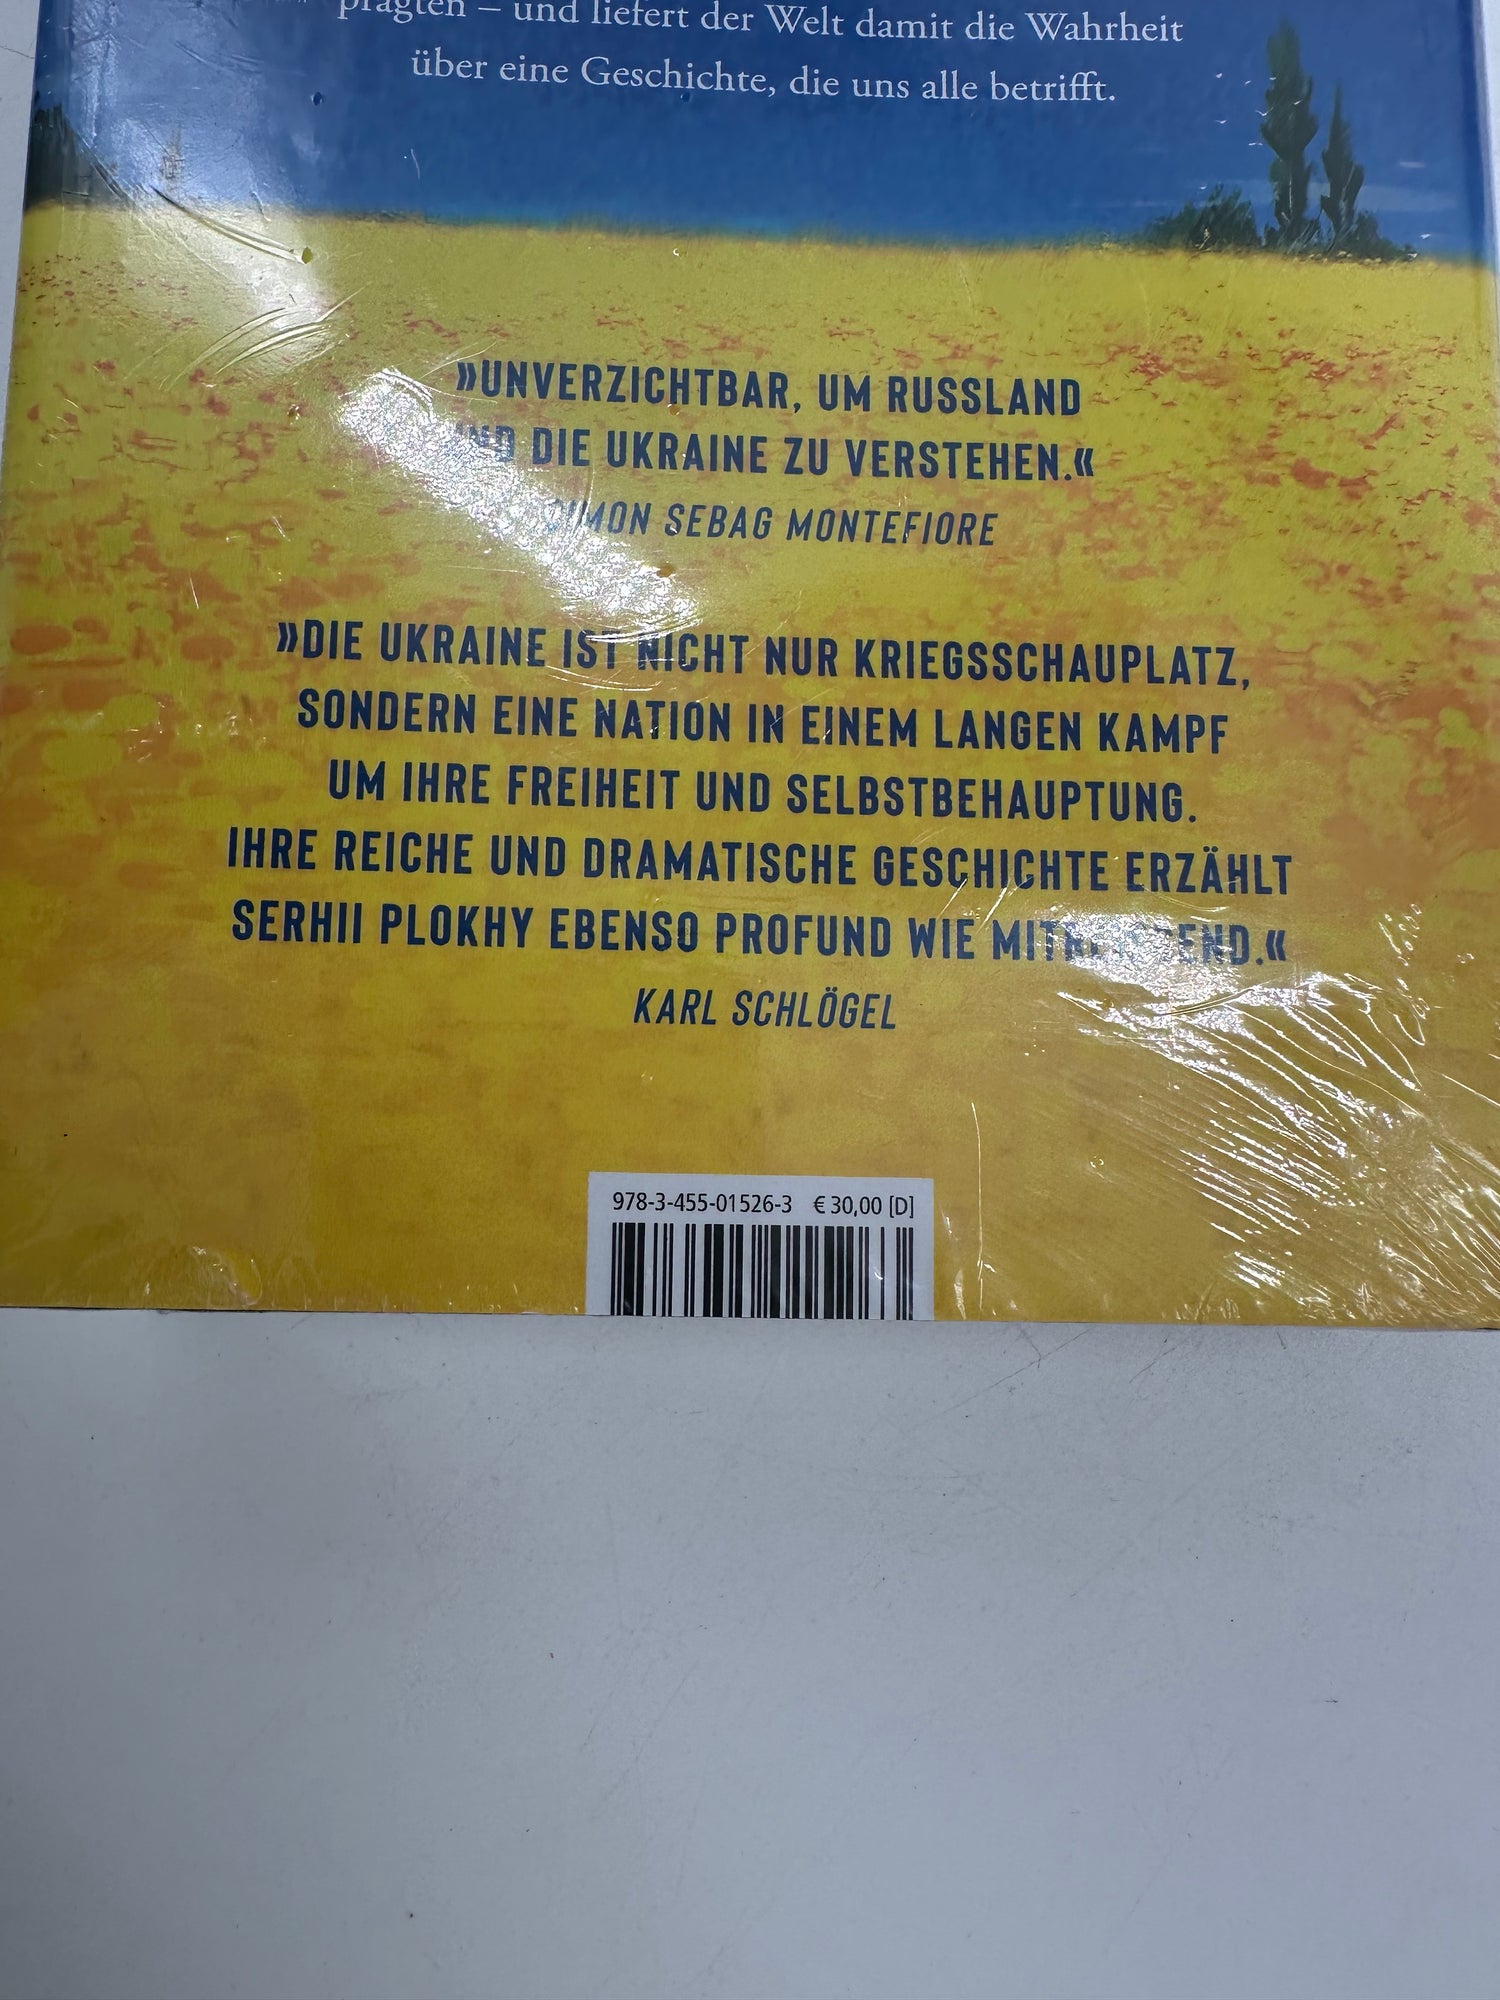 prägten – und liefert der Welt damit die Wahrheit
über eine Geschichte, die uns alle betrifft.
»UNVERZICHTBAR, UM RUSSLAND
UND DIE UKRAINE ZU VERSTEHEN.«
SIMON SEBAG MONTEFIORE
»DIE UKRAINE IST NICHT NUR KRIEGSSCHAUPLATZ,
SONDERN EINE NATION IN EINEM LANGEN KAMPF
UM IHRE FREIHEIT UND SELBSTBEHAUPTUNG.
IHRE REICHE UND DRAMATISCHE GESCHICHTE ERZÄHLT
SERHII PLOKHY EBENSO PROFUND WIE MITREISSEND.«
KARL SCHLÖGEL
978-3-455-01526-3 € 30,00 [D]